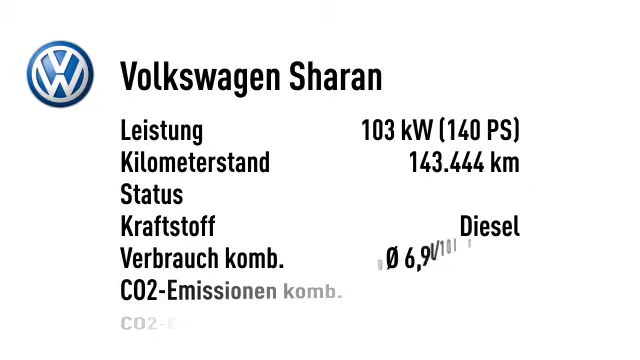 Volkswagen Sharan
Leistung 103 kW (140 PS)
Kilometerstand 143.444 km
Status
Kraftstoff Diesel
Verbrauch komb. Ø 6,9
CO2-Emissionen komb.